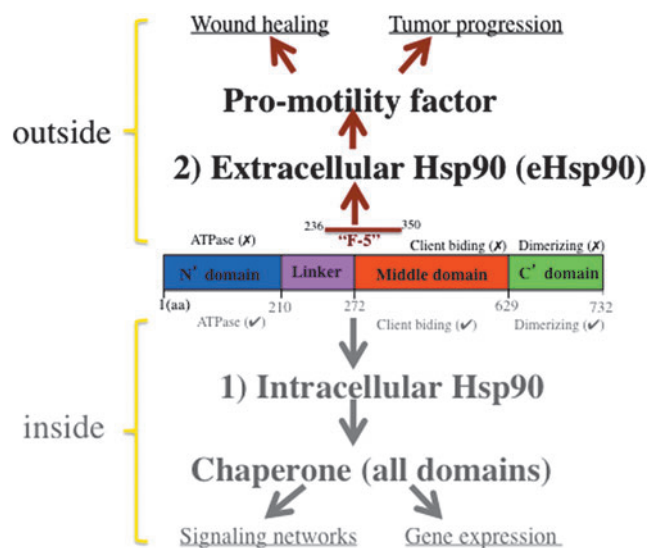 Wound healing Tumor progression
Pro-motility factor
outside
2) Extracellular Hsp90 (eHsp90)
236 350
"F-5"
ATPase (✗) Client biding (✗) Dimerizing (✗)
N' domain Linker Middle domain C' domain
1(aa) 210 272 629 732
ATPase (✓) Client biding (✓) Dimerizing (✓)
1) Intracellular Hsp90
inside
Chaperone (all domains)
Signaling networks Gene expression